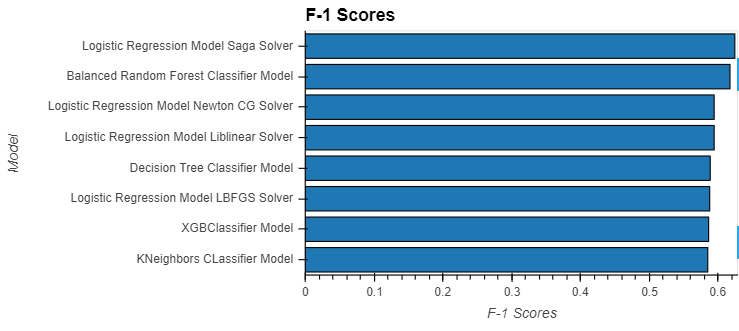 F-1 Scores
Logistic Regression Model Saga Solver
Balanced Random Forest Classifier Model
Logistic Regression Model Newton CG Solver
Logistic Regression Model Liblinear Solver
Decision Tree Classifier Model
Logistic Regression Model LBFGS Solver
XGBClassifier Model
KNeighbors CLassifier Model
Model
0 0.1 0.2 0.3 0.4 0.5 0.6
F-1 Scores